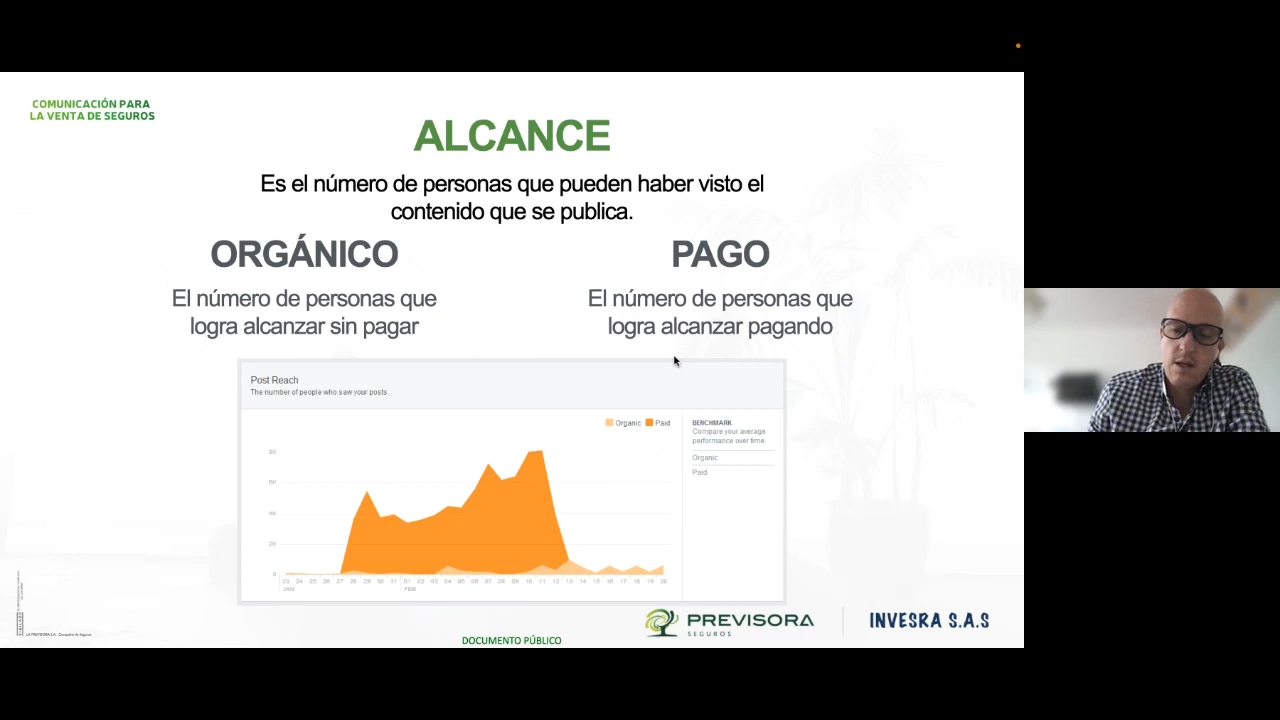 COMUNICACIÓN PARA
LA VENTA DE SEGUROS
ALCANCE
Es el número de personas que pueden haber visto el
contenido que se publica.
ORGÁNICO
PAGO
El número de personas que
logra alcanzar sin pagar
El número de personas que
logra alcanzar pagando
Post Reach
The number of people who saw your posts.
Organic Paid
BENCHMARK
Compare your average
performance over time.
Organic
Paid
8K
6K
4K
2K
0
23 24 25 26 27 28 29 30 31 01 02 03 04 05 06 07 08 09 10 11 12 13 14 15 16 17 18 19 20
JAN FEB
PREVISORA
SEGUROS
INVESRA S.A.S
LA PREVISORA S.A., Compañía de Seguros
DOCUMENTO PÚBLICO